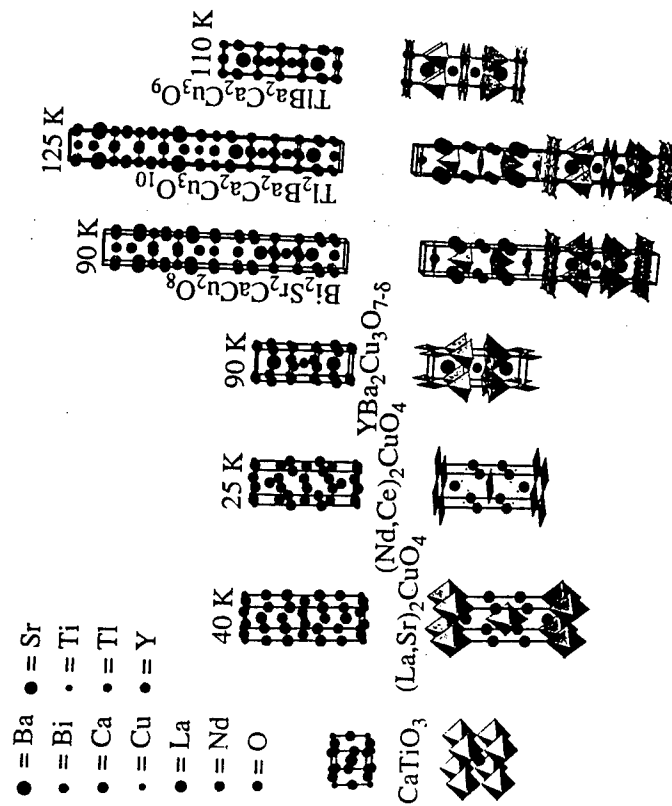 ● = Ba ● = Sr
● = Bi ● = Ti
● = Ca ● = Tl
● = Cu ● = Y
● = La
● = Nd
● = O
40 K
25 K
90 K
90 K
125 K
110 K
CaTiO₃
(La,Sr)₂CuO₄
(Nd,Ce)₂CuO₄
YBa₂Cu₃O₇₋δ
Bi₂Sr₂CaCu₂O₈
Tl₂Ba₂Ca₂Cu₃O₁₀
TlBa₂Ca₂Cu₃O₉